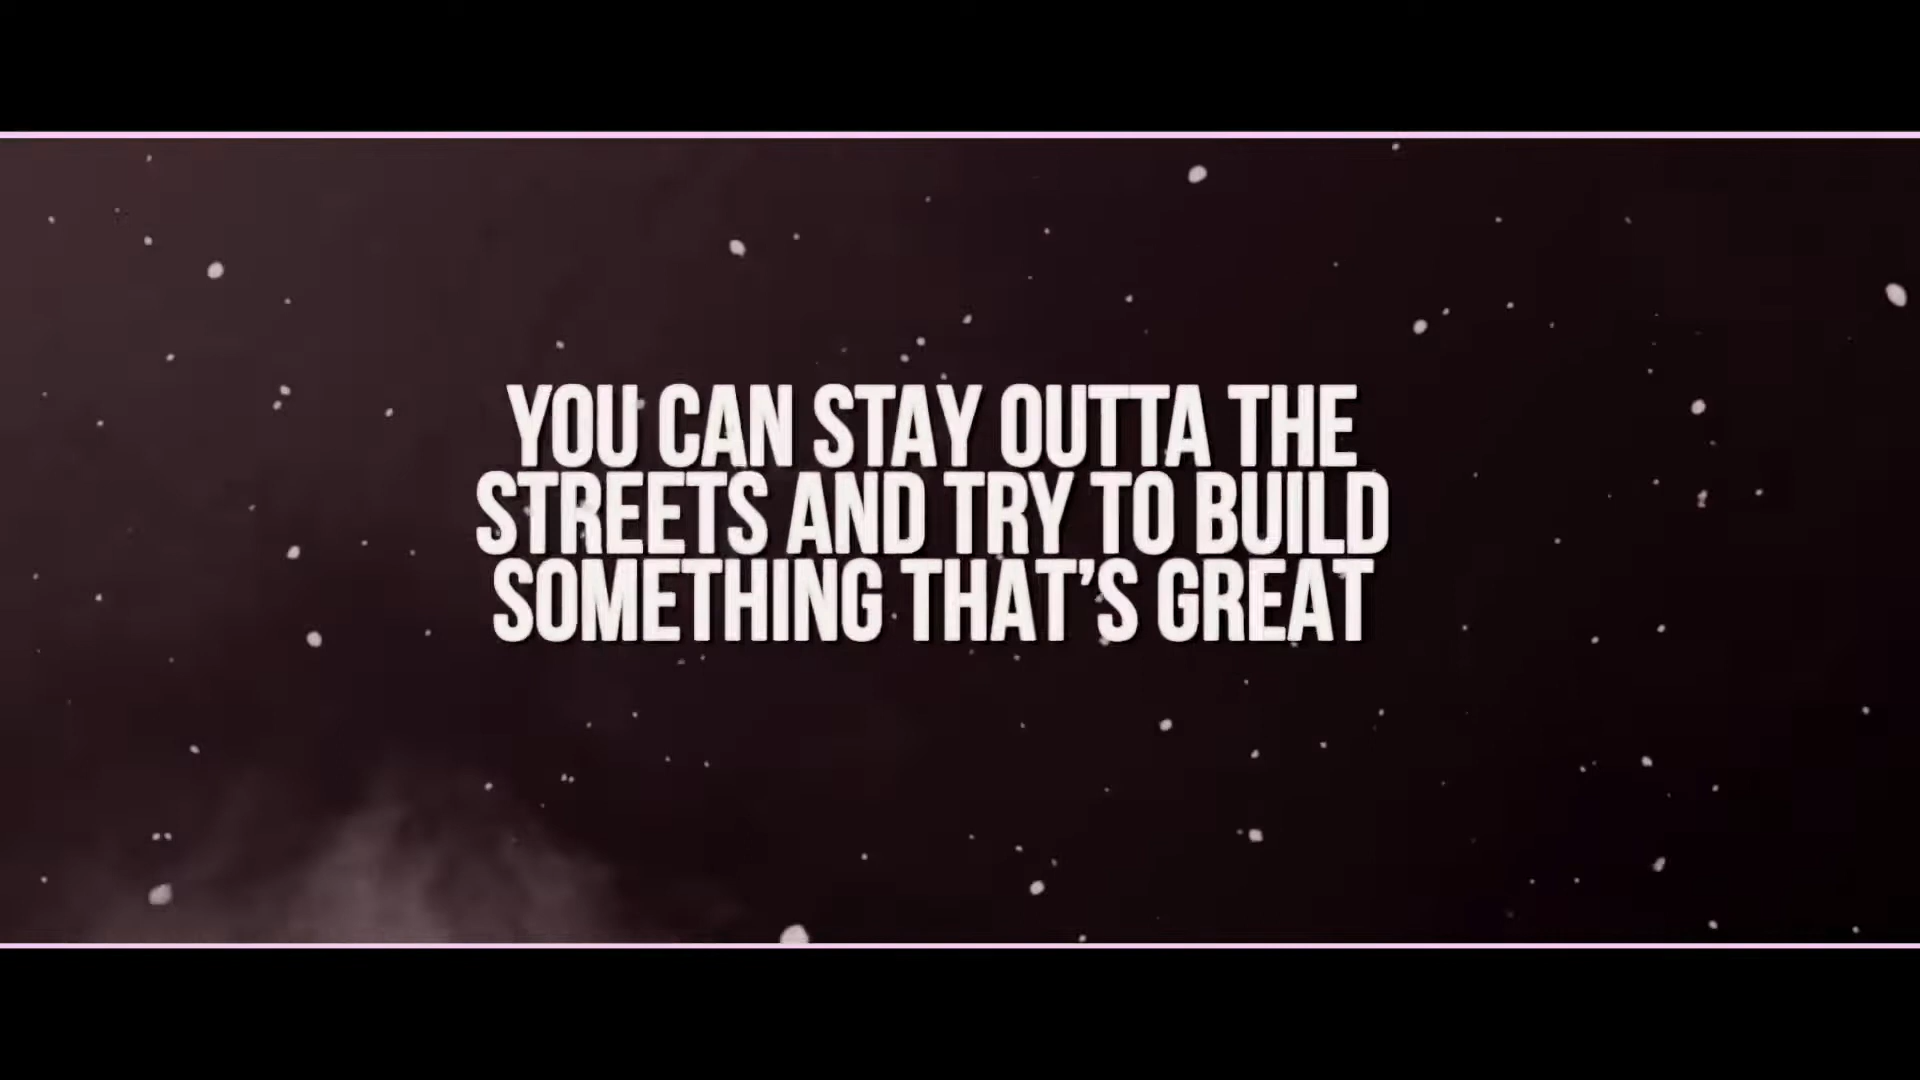 YOU CAN STAY OUTTA THE
STREETS AND TRY TO BUILD
SOMETHING THAT’S GREAT